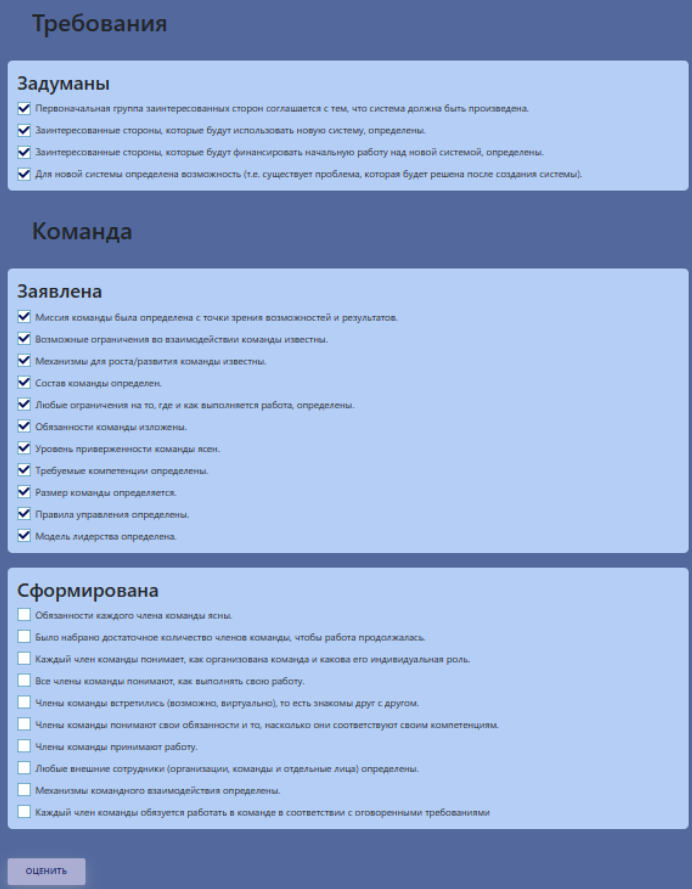 Требования
Задуманы
Первоначальная группа заинтересованных сторон соглашается с тем, что система должна быть произведена.
Заинтересованные стороны, которые будут использовать новую систему, определены.
Заинтересованные стороны, которые будут финансировать начальную работу над новой системой, определены.
Для новой системы определена возможность (т.е. существует проблема, которая будет решена после создания системы).
Команда
Заявлена
Миссия команды была определена с точки зрения возможностей и результатов.
Возможные ограничения во взаимодействии команды известны.
Механизмы для роста/развития команды известны.
Состав команды определен.
Любые ограничения на то, где и как выполняется работа, определены.
Обязанности команды изложены.
Уровень приверженности команды ясен.
Требуемые компетенции определены.
Размер команды определяется.
Правила управления определены.
Модель лидерства определена.
Сформирована
Обязанности каждого члена команды ясны.
Было набрано достаточное количество членов команды, чтобы работа продолжалась.
Каждый член команды понимает, как организована команда и какова его индивидуальная роль.
Все члены команды понимают, как выполнять свою работу.
Члены команды встретились (возможно, виртуально), то есть знакомы друг с другом.
Члены команды понимают свои обязанности и то, насколько они соответствуют своим компетенциям.
Члены команды принимают работу.
Любые внешние сотрудники (организации, команды и отдельные лица) определены.
Механизмы командного взаимодействия определены.
Каждый член команды обязуется работать в команде в соответствии с оговоренными требованиями
ОЦЕНИТЬ